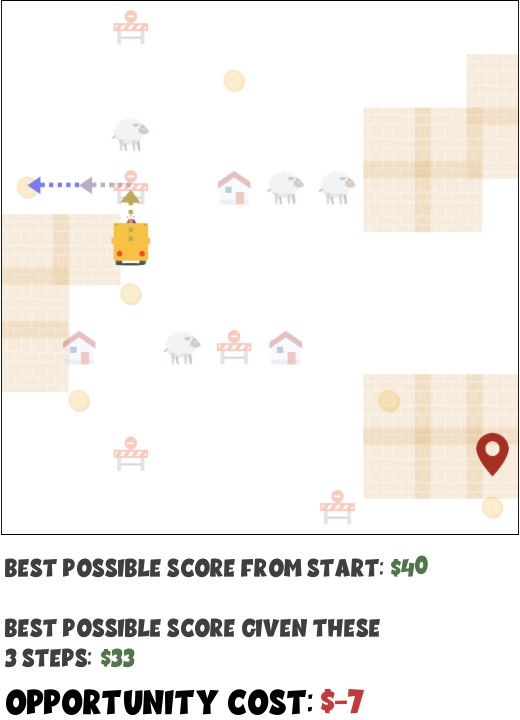 BEST POSSIBLE SCORE FROM START: $40
BEST POSSIBLE SCORE GIVEN THESE
3 STEPS: $33
OPPORTUNITY COST: $-7